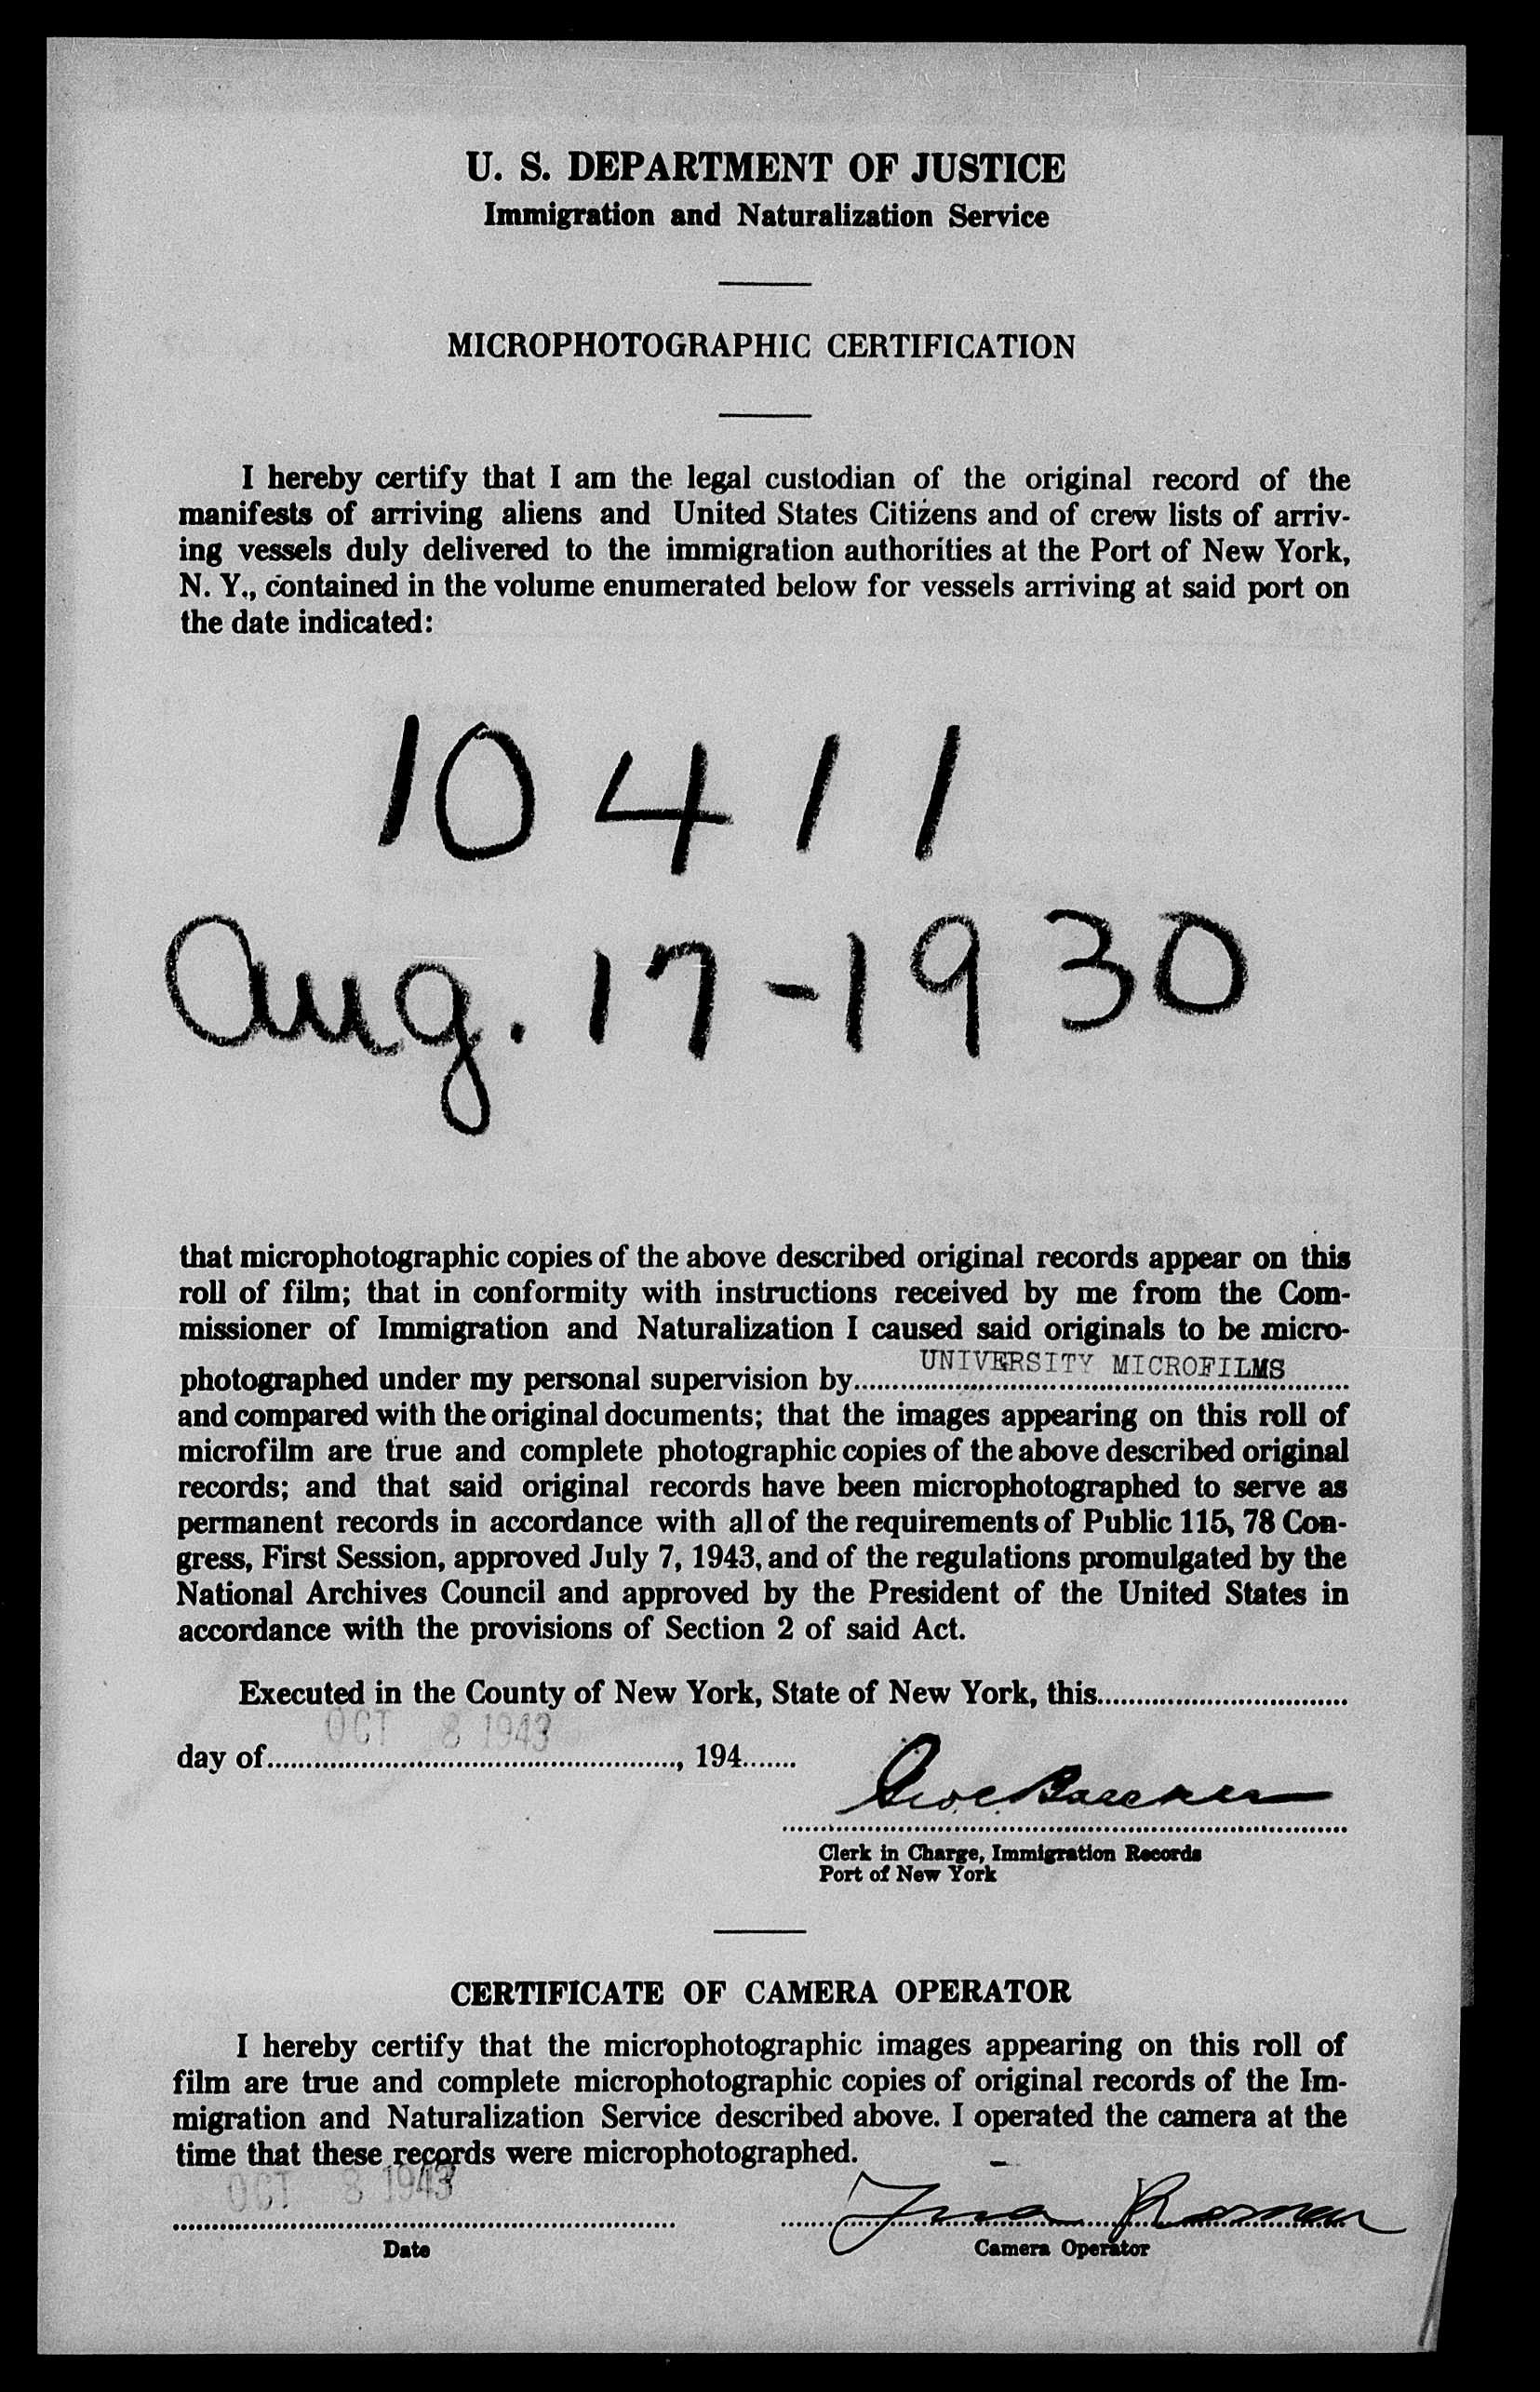 U. S. DEPARTMENT OF JUSTICE
Immigration and Naturalization Service
MICROPHOTOGRAPHIC CERTIFICATION
I hereby certify that I am the legal custodian of the original record of the
manifests of arriving aliens and United States Citizens and of crew lists of arriv-
ing vessels duly delivered to the immigration authorities at the Port of New York,
N. Y., contained in the volume enumerated below for vessels arriving at said port on
the date indicated:
10411
Aug. 17-1930
that microphotographic copies of the above described original records appear on this
roll of film; that in conformity with instructions received by me from the Com-
missioner of Immigration and Naturalization I caused said originals to be micro-
photographed under my personal supervision by UNIVERSITY MICROFILMS
and compared with the original documents; that the images appearing on this roll of
microfilm are true and complete photographic copies of the above described original
records; and that said original records have been microphotographed to serve as
permanent records in accordance with all of the requirements of Public 115, 78 Con-
gress, First Session, approved July 7, 1943, and of the regulations promulgated by the
National Archives Council and approved by the President of the United States in
accordance with the provisions of Section 2 of said Act.
Executed in the County of New York, State of New York, this
OCT 8 1943
day of, 194
Clerk in Charge, Immigration Records
Port of New York
CERTIFICATE OF CAMERA OPERATOR
I hereby certify that the microphotographic images appearing on this roll of
film are true and complete microphotographic copies of original records of the Im-
migration and Naturalization Service described above. I operated the camera at the
time that these records were microphotographed.
OCT 8 1943
Date
Camera Operator